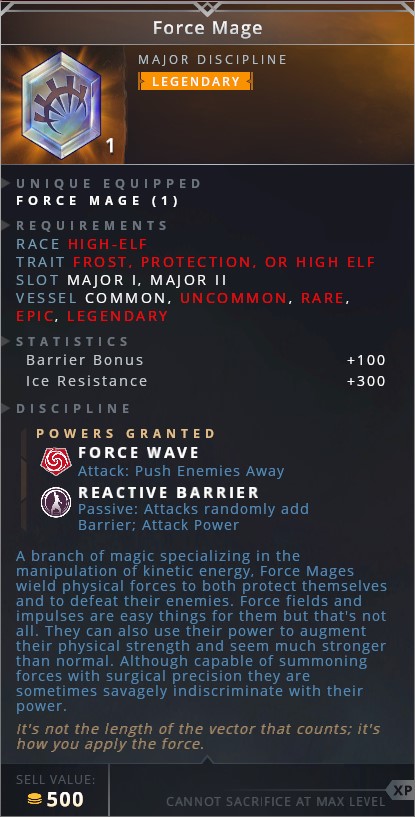 Force Mage
MAJOR DISCIPLINE
LEGENDARY
1
UNIQUE EQUIPPED
FORCE MAGE (1)
REQUIREMENTS
RACE HIGH-ELF
TRAIT FROST, PROTECTION, OR HIGH ELF
SLOT MAJOR I, MAJOR II
VESSEL COMMON, UNCOMMON, RARE,
EPIC, LEGENDARY
STATISTICS
Barrier Bonus +100
Ice Resistance +300
DISCIPLINE
POWERS GRANTED
FORCE WAVE
Attack: Push Enemies Away
REACTIVE BARRIER
Passive: Attacks randomly add
Barrier; Attack Power
A branch of magic specializing in the
manipulation of kinetic energy, Force Mages
wield physical forces to both protect themselves
and to defeat their enemies. Force fields and
impulses are easy things for them but that's not
all. They can also use their power to augment
their physical strength and seem much stronger
than normal. Although capable of summoning
forces with surgical precision they are
sometimes savagely indiscriminate with their
power.
It's not the length of the vector that counts; it's
how you apply the force.
SELL VALUE:
500
XP
CANNOT SACRIFICE AT MAX LEVEL